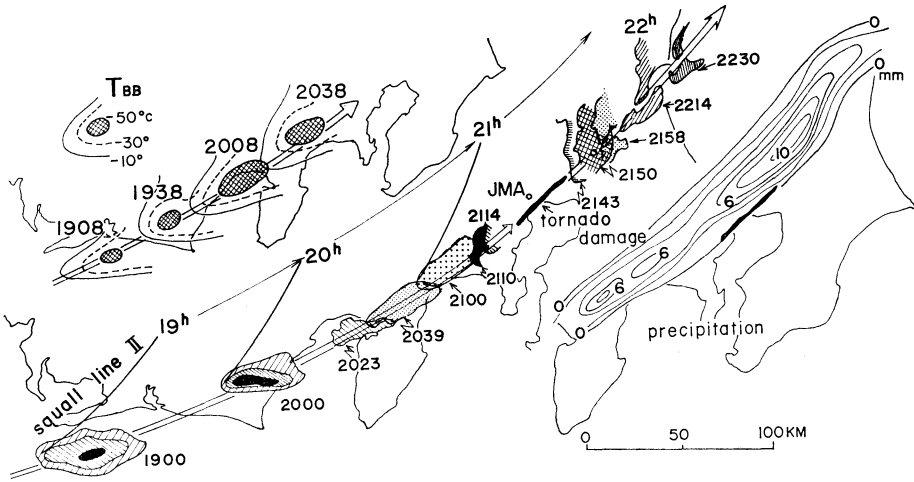 TBB
-50°c
-30°
-10°
1908
1938
2008
2038
squall line II
19h
20h
21h
22h
1900
2000
2023
2039
2100
2110
2114
JMA
tornado
damage
2143
2150
2158
2214
2230
0
0
mm
10
6
6
6
0
0
precipitation
0 50 100 KM